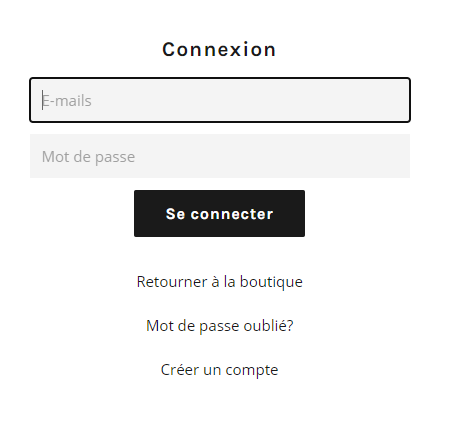 Connexion
E-mails
Mot de passe
Se connecter
Retourner à la boutique
Mot de passe oublié?
Créer un compte